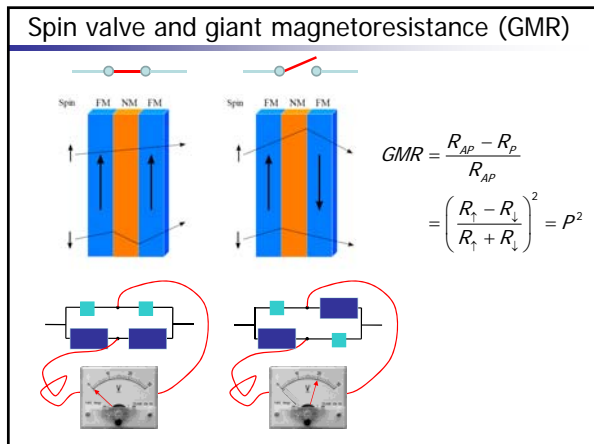 Spin valve and giant magnetoresistance (GMR)
Spin FM NM FM
Spin FM NM FM
GMR = (R_AP − R_P) / R_AP
= ((R↑ − R↓) / (R↑ + R↓))² = P²
V
V